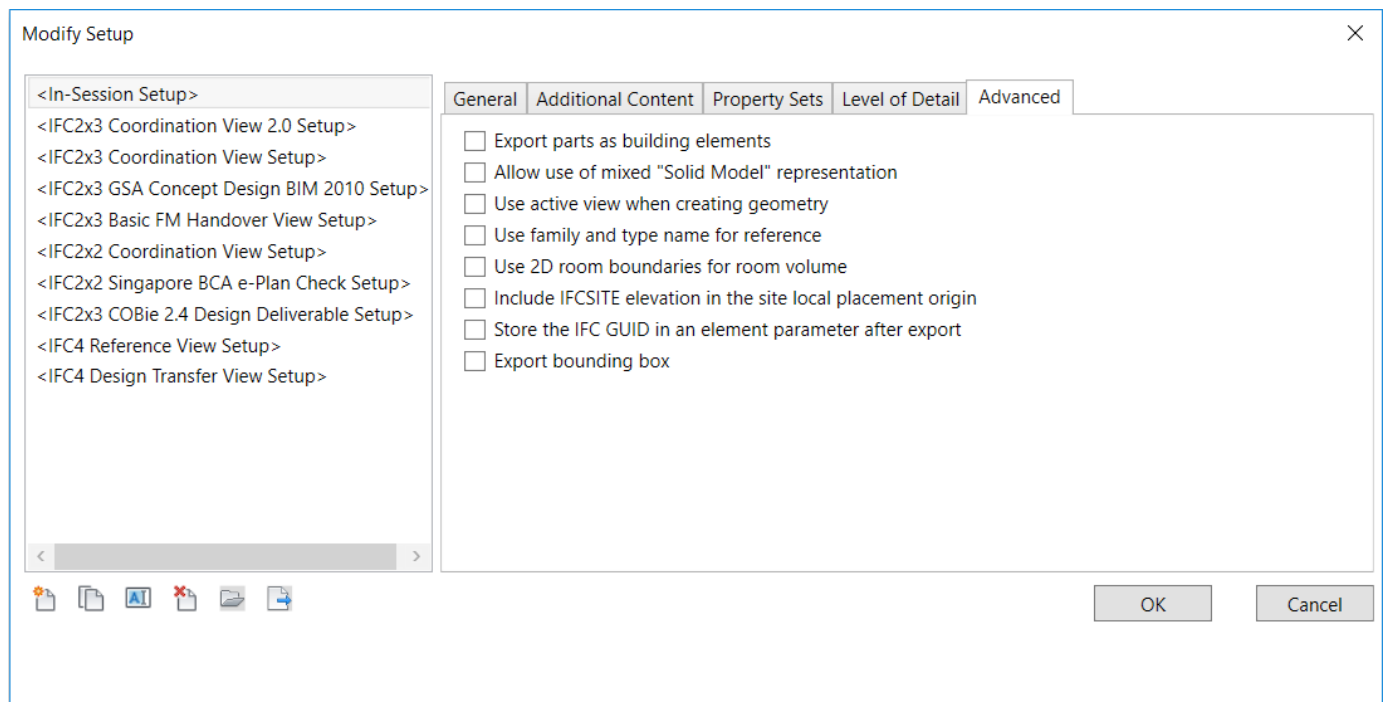 Modify Setup
<In-Session Setup>
<IFC2x3 Coordination View 2.0 Setup>
<IFC2x3 Coordination View Setup>
<IFC2x3 GSA Concept Design BIM 2010 Setup>
<IFC2x3 Basic FM Handover View Setup>
<IFC2x2 Coordination View Setup>
<IFC2x2 Singapore BCA e-Plan Check Setup>
<IFC2x3 COBie 2.4 Design Deliverable Setup>
<IFC4 Reference View Setup>
<IFC4 Design Transfer View Setup>
General Additional Content Property Sets Level of Detail Advanced
Export parts as building elements
Allow use of mixed "Solid Model" representation
Use active view when creating geometry
Use family and type name for reference
Use 2D room boundaries for room volume
Include IFCSITE elevation in the site local placement origin
Store the IFC GUID in an element parameter after export
Export bounding box
AI
OK Cancel